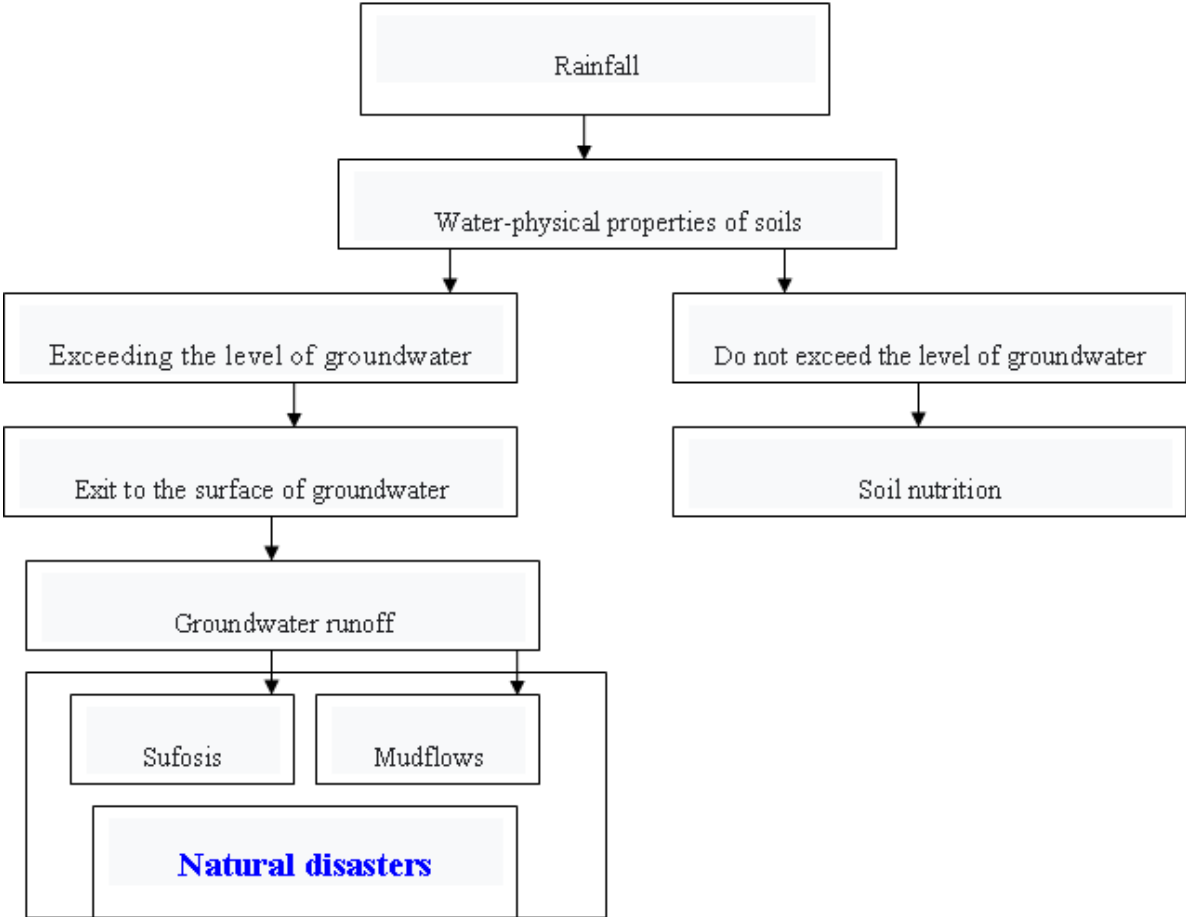 Rainfall
Water-physical properties of soils
Exceeding the level of groundwater
Do not exceed the level of groundwater
Exit to the surface of groundwater
Soil nutrition
Groundwater runoff
Sufosis
Mudflows
Natural disasters